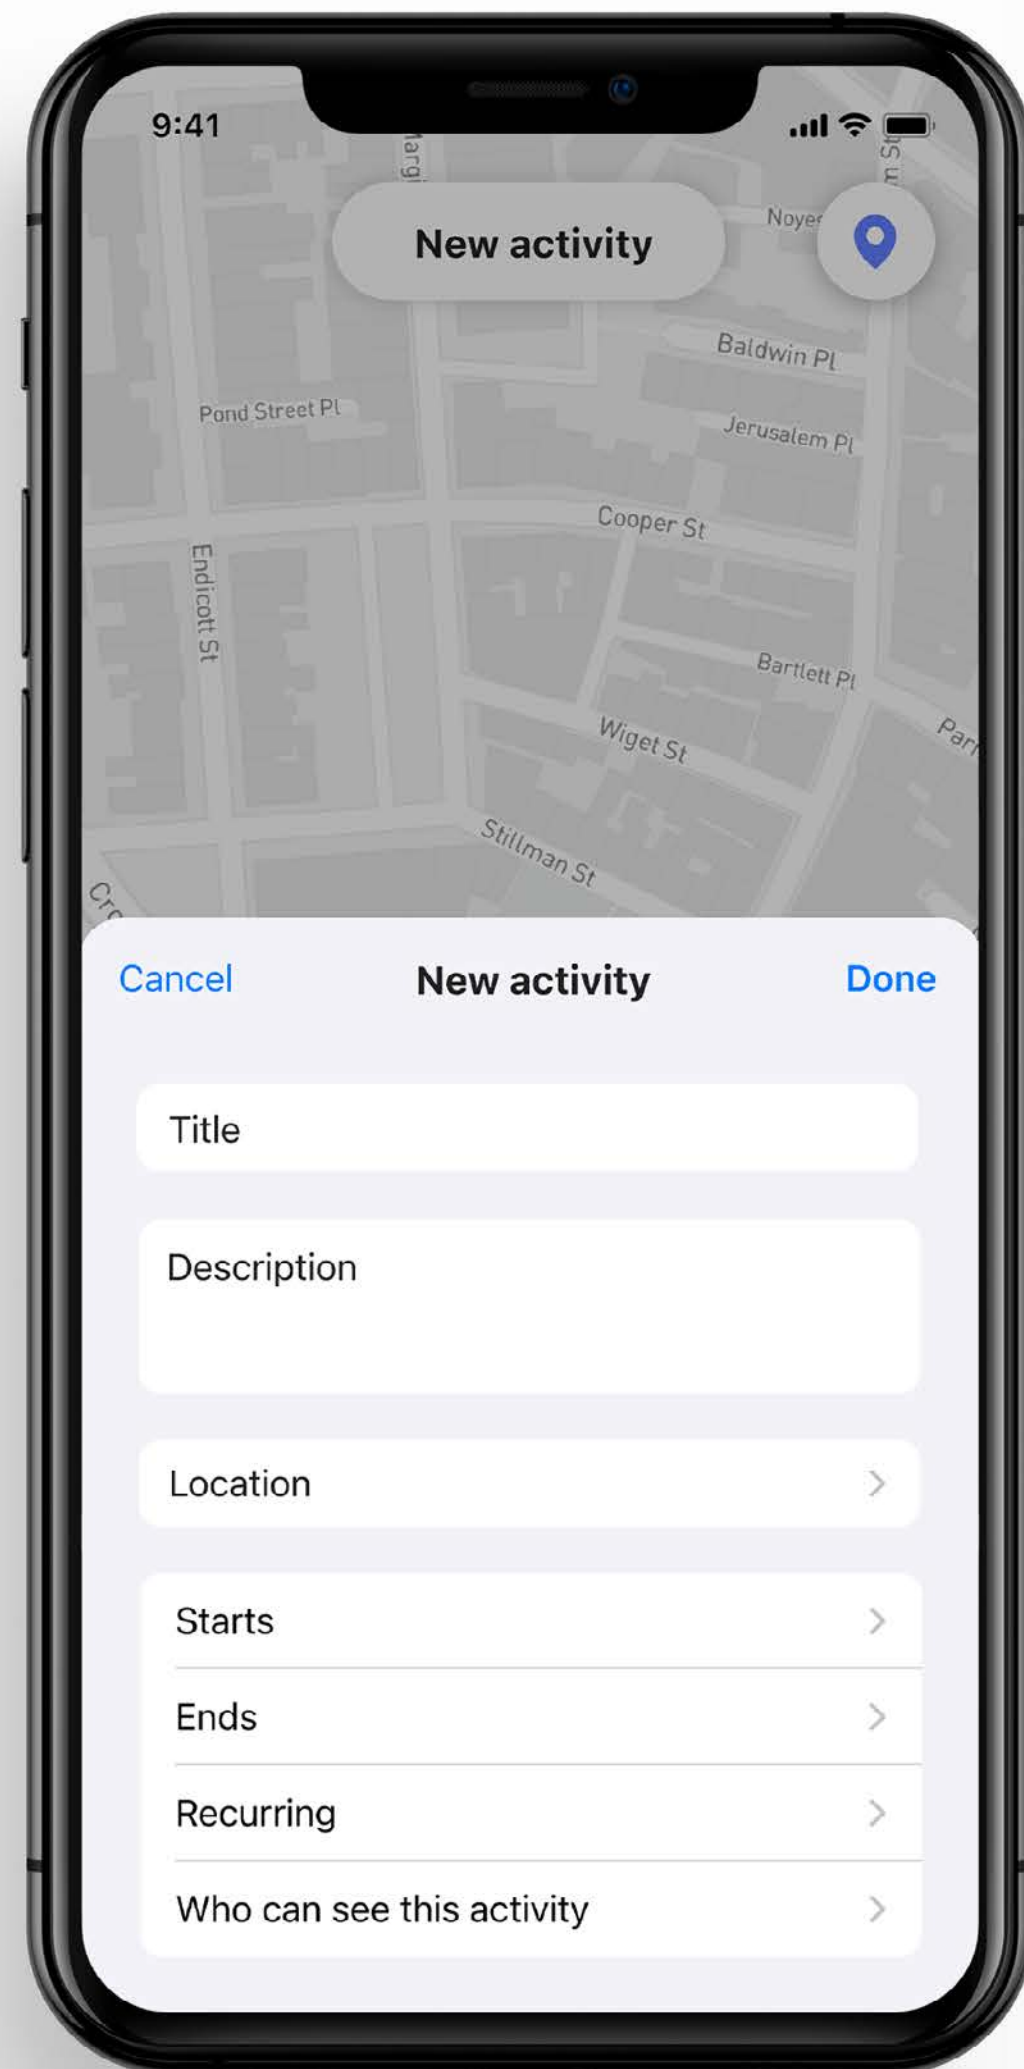 9:41
New activity
Baldwin Pl
Pond Street Pl
Jerusalem Pl
Cooper St
Endicott St
Bartlett Pl
Wiget St
Stillman St
Cancel
New activity
Done
Title
Description
Location
Starts
Ends
Recurring
Who can see this activity